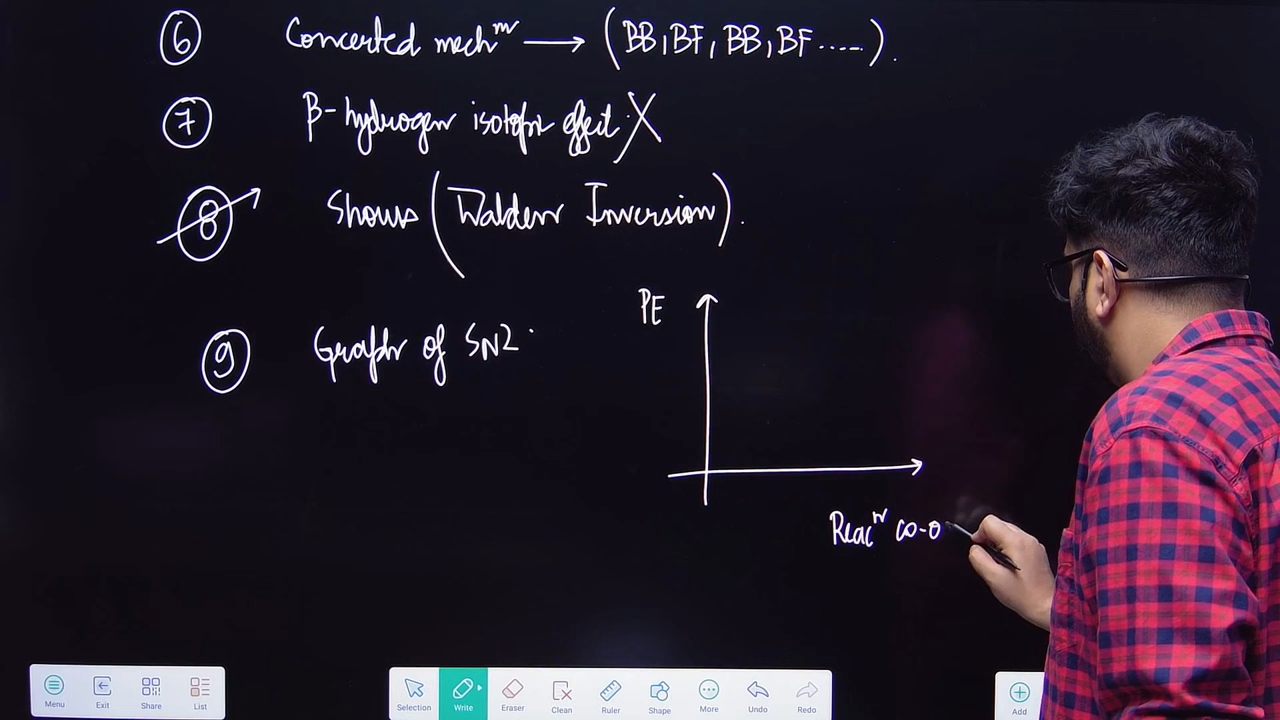 6 Concerted mechⁿ → (BB, BF, BB, BF .....).
7 β-hydrogen isotopic effect X
8 Shows (Walden Inversion).
PE
9 Graph of SN2
Reacⁿ co-o
Menu Exit Share List Selection Write Eraser Clean Ruler Shape More Undo Redo Add